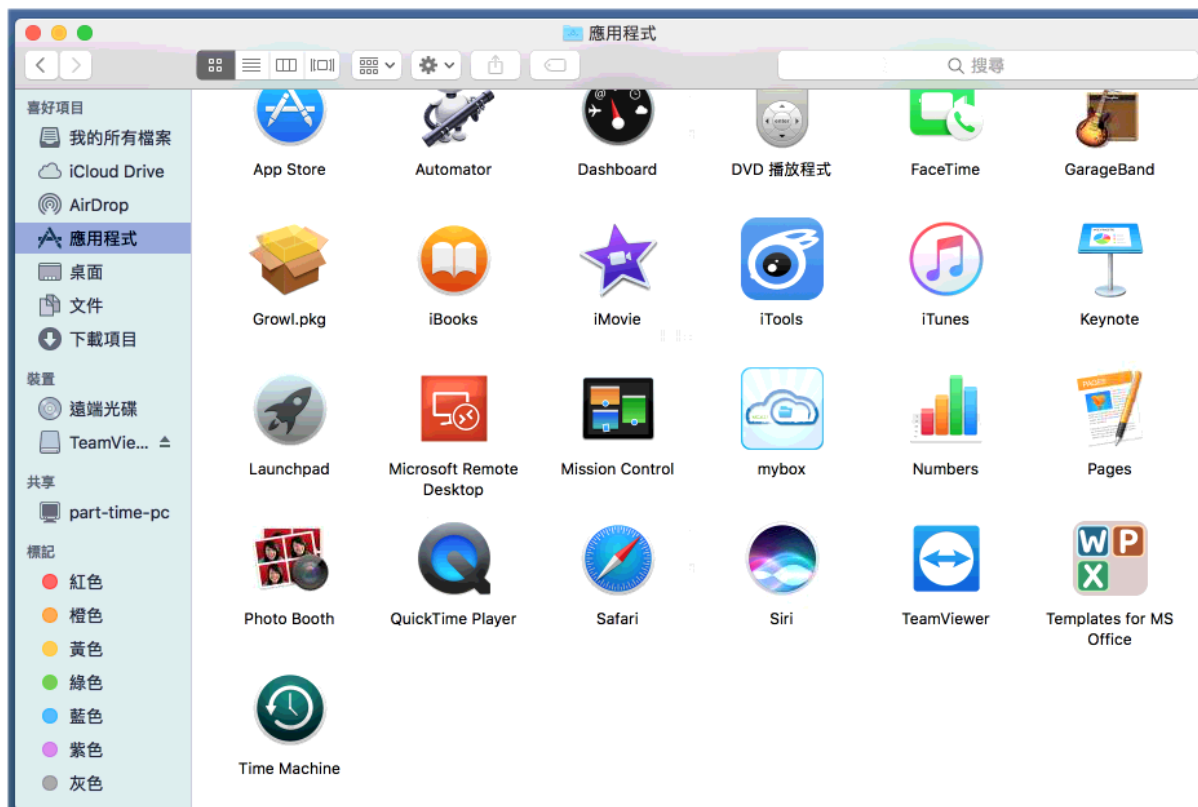 應用程式
搜尋
喜好項目
我的所有檔案
iCloud Drive
AirDrop
應用程式
桌面
文件
下載項目
裝置
遠端光碟
TeamVie...
共享
part-time-pc
標記
紅色
橙色
黃色
綠色
藍色
紫色
灰色
App Store
Automator
Dashboard
DVD 播放程式
FaceTime
GarageBand
Growl.pkg
iBooks
iMovie
iTools
iTunes
Keynote
Launchpad
Microsoft Remote
Desktop
Mission Control
mybox
Numbers
PAGES
Pages
Photo Booth
QuickTime Player
Safari
Siri
TeamViewer
W P
X
Templates for MS
Office
Time Machine